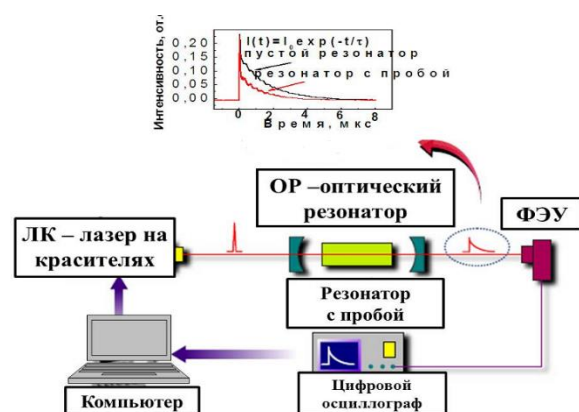 Интенсивность, от.
0,20
0,15
0,10
0,05
0,00
I(t)=I₀exp(-t/τ)
пустой резонатор
резонатор с пробой
0 2 4 6 8
Время, мкс
ОР –оптический
резонатор
ФЭУ
ЛК – лазер на
красителях
Резонатор
с пробой
Компьютер
Цифровой
осциллограф